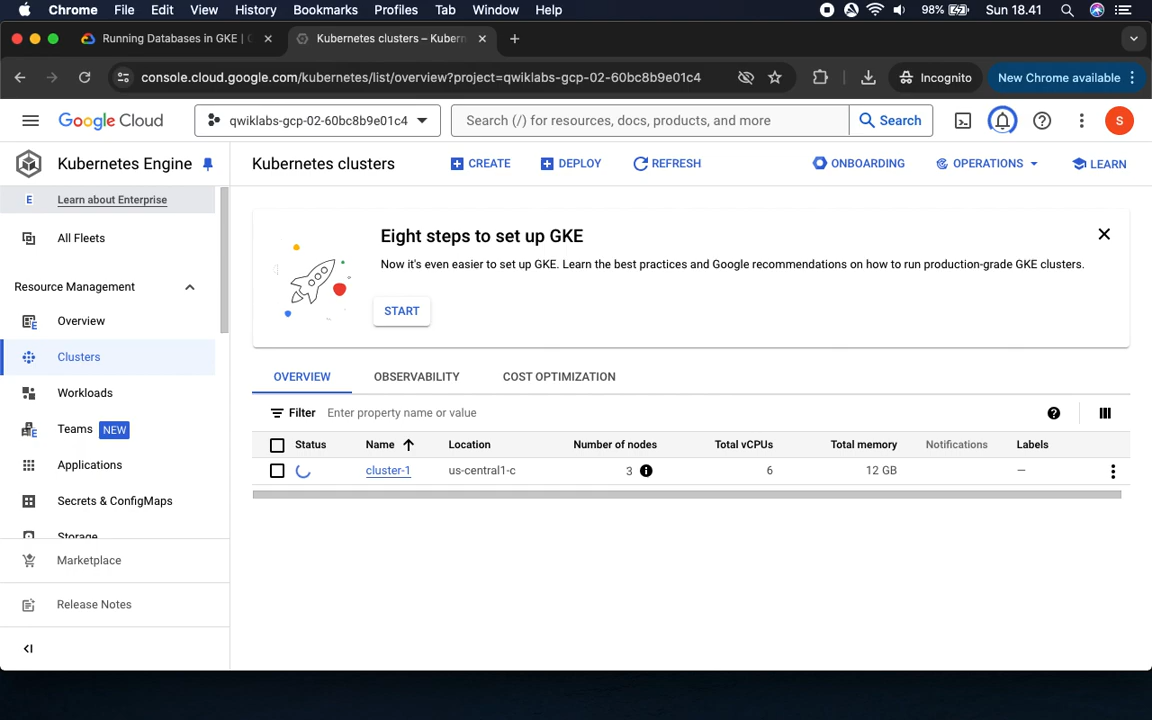 Chrome File Edit View History Bookmarks Profiles Tab Window Help 98% Sun 18.41
Running Databases in GKE | Kubernetes clusters – Kubern
console.cloud.google.com/kubernetes/list/overview?project=qwiklabs-gcp-02-60bc8b9e01c4 Incognito New Chrome available
Google Cloud qwiklabs-gcp-02-60bc8b9e01c4 Search (/) for resources, docs, products, and more Search S
Kubernetes Engine Kubernetes clusters CREATE DEPLOY REFRESH ONBOARDING OPERATIONS LEARN
E Learn about Enterprise
All Fleets
Resource Management
Overview
Clusters
Workloads
Teams NEW
Applications
Secrets & ConfigMaps
Storage
Marketplace
Release Notes
Eight steps to set up GKE
Now it's even easier to set up GKE. Learn the best practices and Google recommendations on how to run production-grade GKE clusters.
START
OVERVIEW OBSERVABILITY COST OPTIMIZATION
Filter Enter property name or value
Status Name Location Number of nodes Total vCPUs Total memory Notifications Labels
cluster-1 us-central1-c 3 6 12 GB —